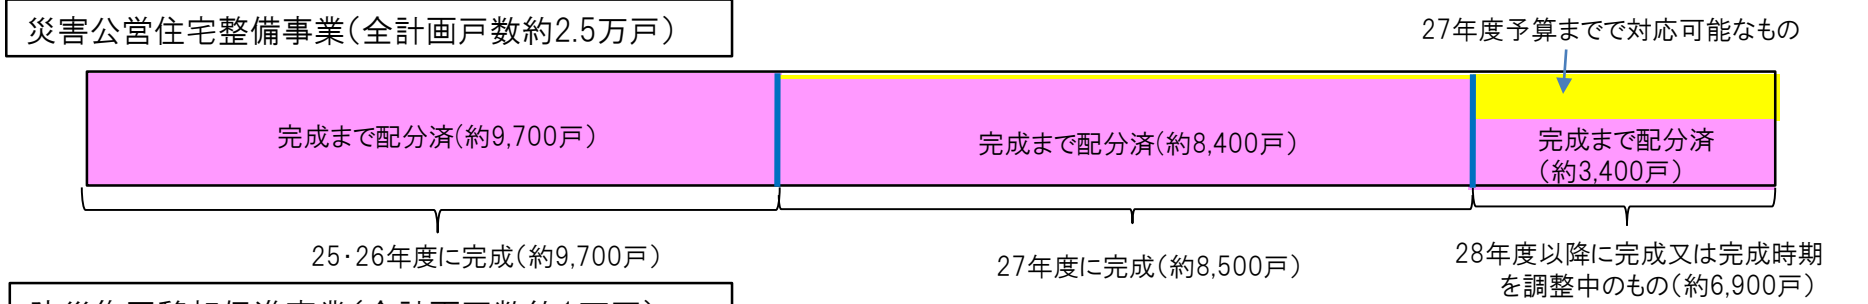 災害公営住宅整備事業(全計画戸数約2.5万戸)
27年度予算までで対応可能なもの
完成まで配分済(約9,700戸)
完成まで配分済(約8,400戸)
完成まで配分済
(約3,400戸)
25・26年度に完成(約9,700戸)
27年度に完成(約8,500戸)
28年度以降に完成又は完成時期
を調整中のもの(約6,900戸)